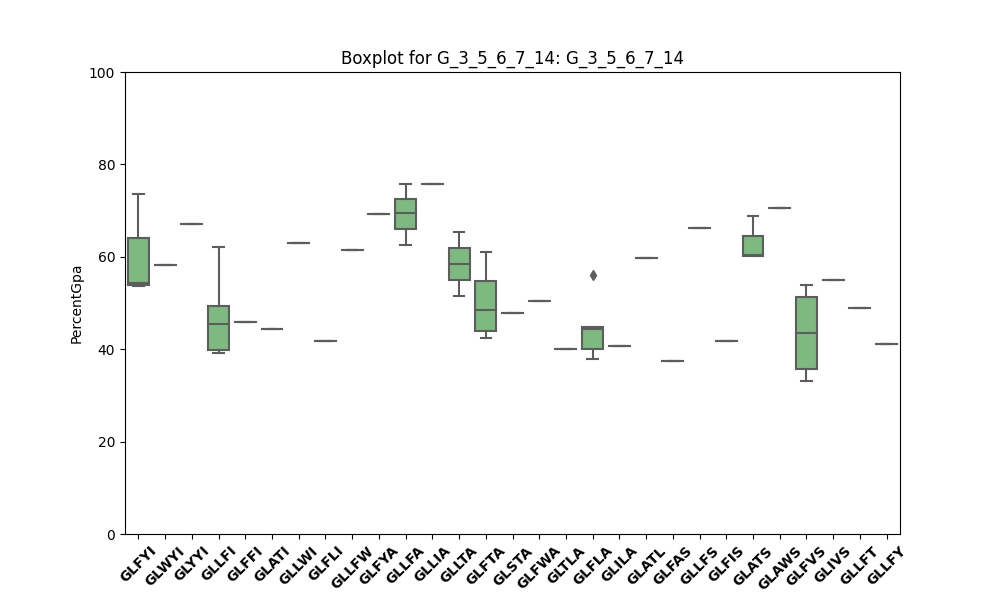 Boxplot for G_3_5_6_7_14: G_3_5_6_7_14
100
80
60
40
20
0
PercentGpa
GLFYI
GLWYI
GLYYI
GLLFI
GLFFI
GLATI
GLLWI
GLFLI
GLLFW
GLFYA
GLLFA
GLLIA
GLLTA
GLFTA
GLSTA
GLFWA
GLTLA
GLFLA
GLILA
GLATL
GLFAS
GLLFS
GLFIS
GLATS
GLAWS
GLFVS
GLIVS
GLLFT
GLLFY